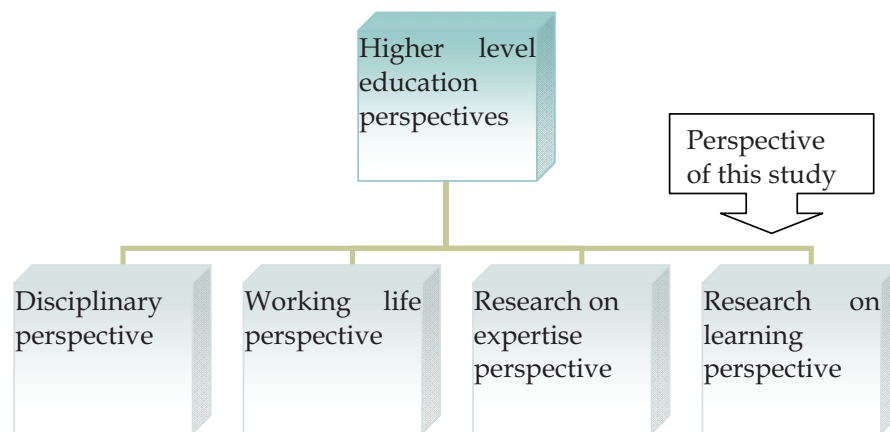 Higher level
education
perspectives
Perspective
of this study
Disciplinary
perspective
Working life
perspective
Research on
expertise
perspective
Research on
learning
perspective